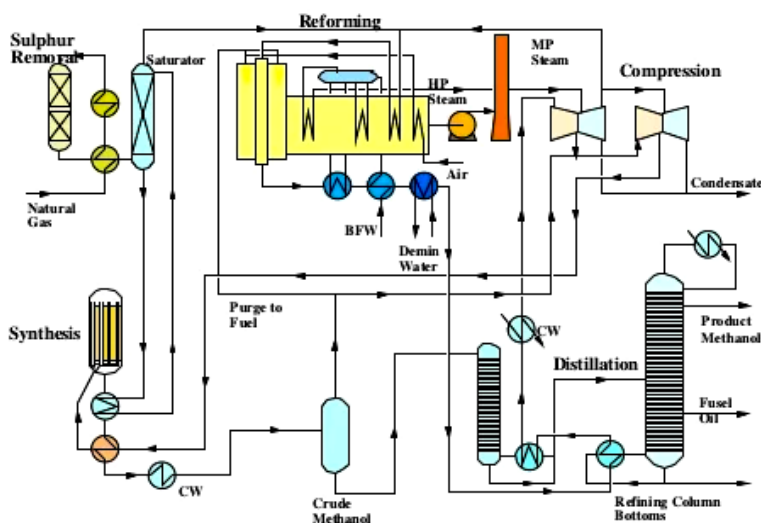 Reforming
Sulphur
Removal
Saturator
MP
Steam
Compression
HP
Steam
Natural
Gas
Air
BFW
Demin
Water
Condensate
Purge to
Fuel
Synthesis
CW
Distillation
Product
Methanol
Fusel
Oil
CW
Crude
Methanol
Refining Column
Bottoms